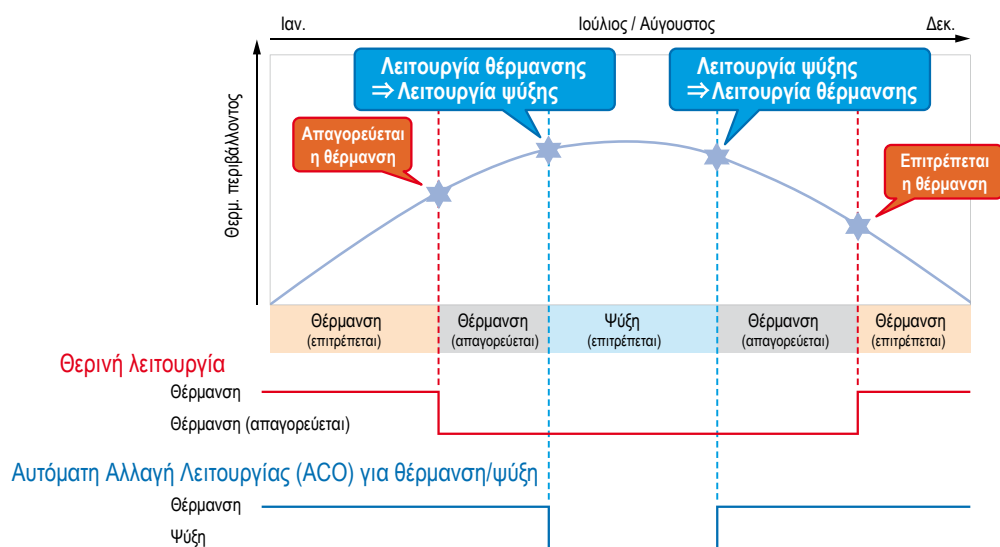 Ιαν.
Ιούλιος / Αύγουστος
Δεκ.
Θερμ. περιβάλλοντος
Λειτουργία θέρμανσης
⇒ Λειτουργία ψύξης
Λειτουργία ψύξης
⇒ Λειτουργία θέρμανσης
Απαγορεύεται
η θέρμανση
Επιτρέπεται
η θέρμανση
Θέρμανση
(επιτρέπεται)
Θέρμανση
(απαγορεύεται)
Ψύξη
(επιτρέπεται)
Θέρμανση
(απαγορεύεται)
Θέρμανση
(επιτρέπεται)
Θερινή λειτουργία
Θέρμανση
Θέρμανση (απαγορεύεται)
Αυτόματη Αλλαγή Λειτουργίας (ACO) για θέρμανση/ψύξη
Θέρμανση
Ψύξη